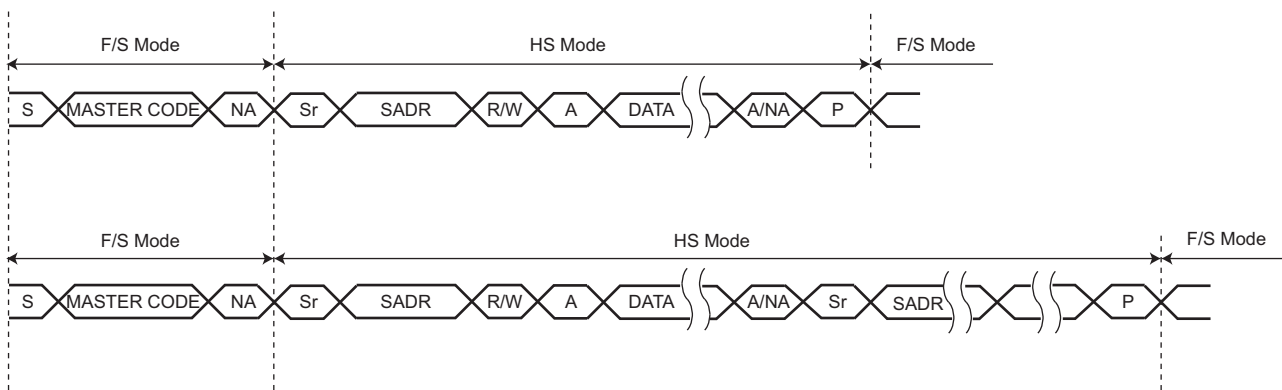 F/S Mode HS Mode F/S Mode
S MASTER CODE NA Sr SADR R/W A DATA A/NA P
F/S Mode HS Mode F/S Mode
S MASTER CODE NA Sr SADR R/W A DATA A/NA Sr SADR P